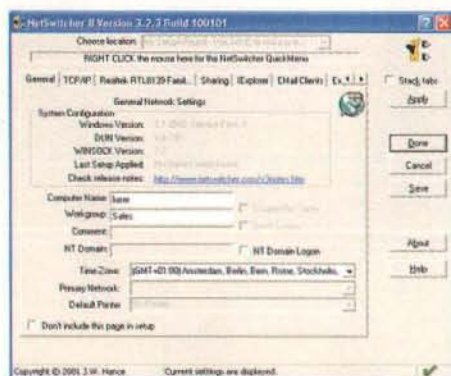 NetSwitcher II Version 3.2.3 Build 100101
Choose location:
RIGHT CLICK the mouse here for the NetSwitcher QuickMenu
General TCP/IP Realtek RTL8139 Famil... Sharing IExplorer EMail Clients Ex
Stack tabs
Apply
General Network Settings
System Configuration
Windows Version:
DUN Version:
WINSOCK Version:
Last Setup Applied:
Check release notes:
Done
Cancel
Save
Computer Name:
Workgroup: Sales
Comment:
NT Domain:
NT Domain Logon
About
Time Zone: (GMT+01:00) Amsterdam, Berlin, Bern, Rome, Stockholm,
Help
Primary Network:
Default Printer
Don't include this page in setup
Copyright © 2001 J.W. Hance
Current settings are displayed.